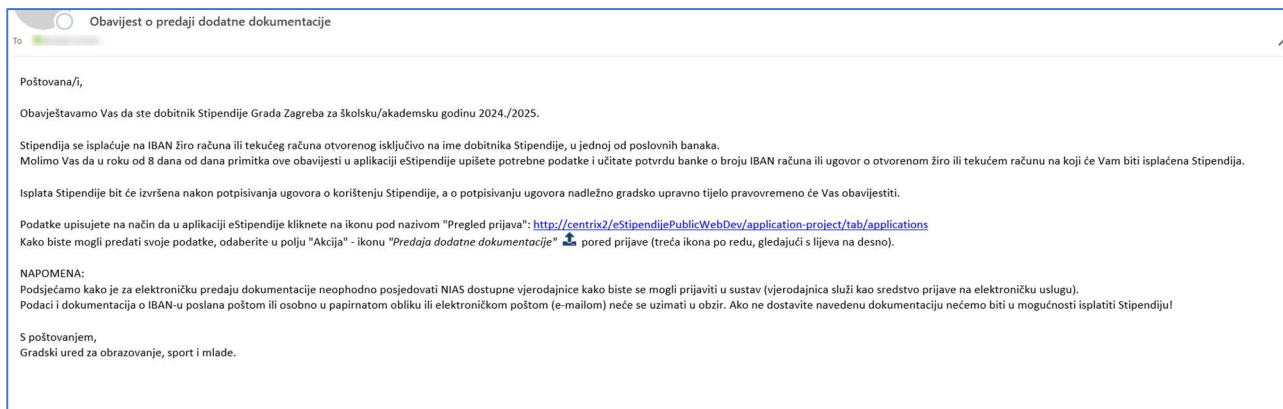 Obavijest o predaji dodatne dokumentacije
To
Poštovana/i,
Obavještavamo Vas da ste dobitnik Stipendije Grada Zagreba za školsku/akademsku godinu 2024./2025.
Stipendija se isplaćuje na IBAN žiro računa ili tekućeg računa otvorenog isključivo na ime dobitnika Stipendije, u jednoj od poslovnih banaka.
Molimo Vas da u roku od 8 dana od dana primitka ove obavijesti u aplikaciji eStipendije upišete potrebne podatke i učitate potvrdu banke o broju IBAN računa ili ugovor o otvorenom žiro ili tekućem računu na koji će Vam biti isplaćena Stipendija.
Isplata Stipendije bit će izvršena nakon potpisivanja ugovora o korištenju Stipendije, a o potpisivanju ugovora nadležno gradsko upravno tijelo pravovremeno će Vas obavijestiti.
Podatke upisujete na način da u aplikaciji eStipendije kliknete na ikonu pod nazivom "Pregled prijava": http://centrix2/eStipendijePublicWebDev/application-project/tab/applications
Kako biste mogli predati svoje podatke, odaberite u polju "Akcija" - ikonu "Predaja dodatne dokumentacije" pored prijave (treća ikona po redu, gledajući s lijeva na desno).
NAPOMENA:
Podsjećamo kako je za elektroničku predaju dokumentacije neophodno posjedovati NIAS dostupne vjerodajnice kako biste se mogli prijaviti u sustav (vjerodajnica služi kao sredstvo prijave na elektroničku uslugu).
Podaci i dokumentacija o IBAN-u poslana poštom ili osobno u papirnatom obliku ili elektroničkom poštom (e-mailom) neće se uzimati u obzir. Ako ne dostavite navedenu dokumentaciju nećemo biti u mogućnosti isplatiti Stipendiju!
S poštovanjem,
Gradski ured za obrazovanje, sport i mlade.